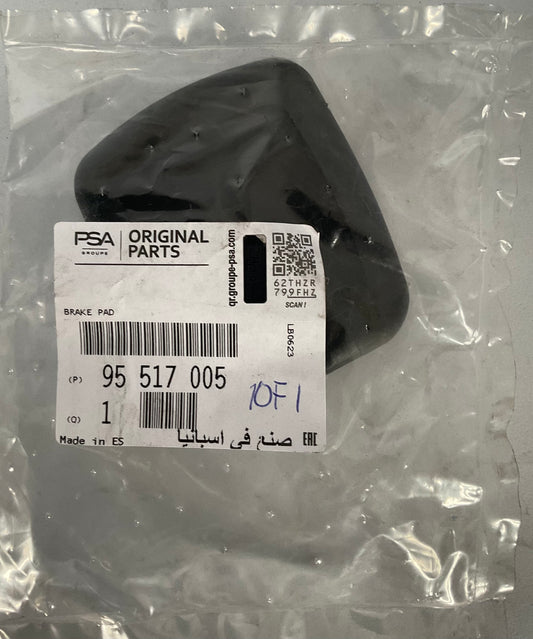 PSA
GROUPE
ORIGINAL
PARTS
qr.groupe-psa.com
62THZR
799FHZ
SCAN !
BRAKE PAD
LB0623
(P) 95 517 005
10F1
(Q) 1
Made in ES صنع في اسبانيا EAC